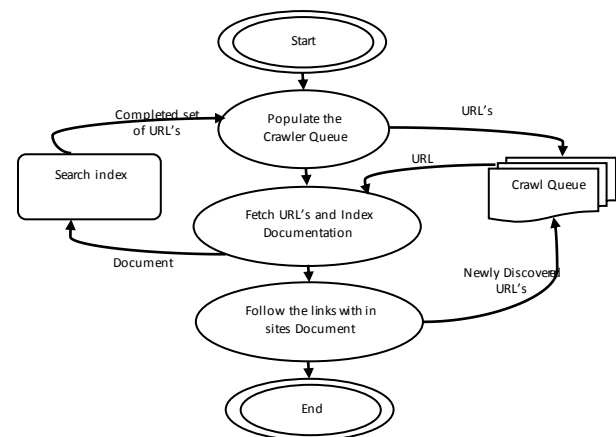 Start
Completed set
of URL's
Populate the
Crawler Queue
URL's
Search index
URL
Crawl Queue
Fetch URL's and Index
Documentation
Document
Newly Discovered
URL's
Follow the links with in
sites Document
End